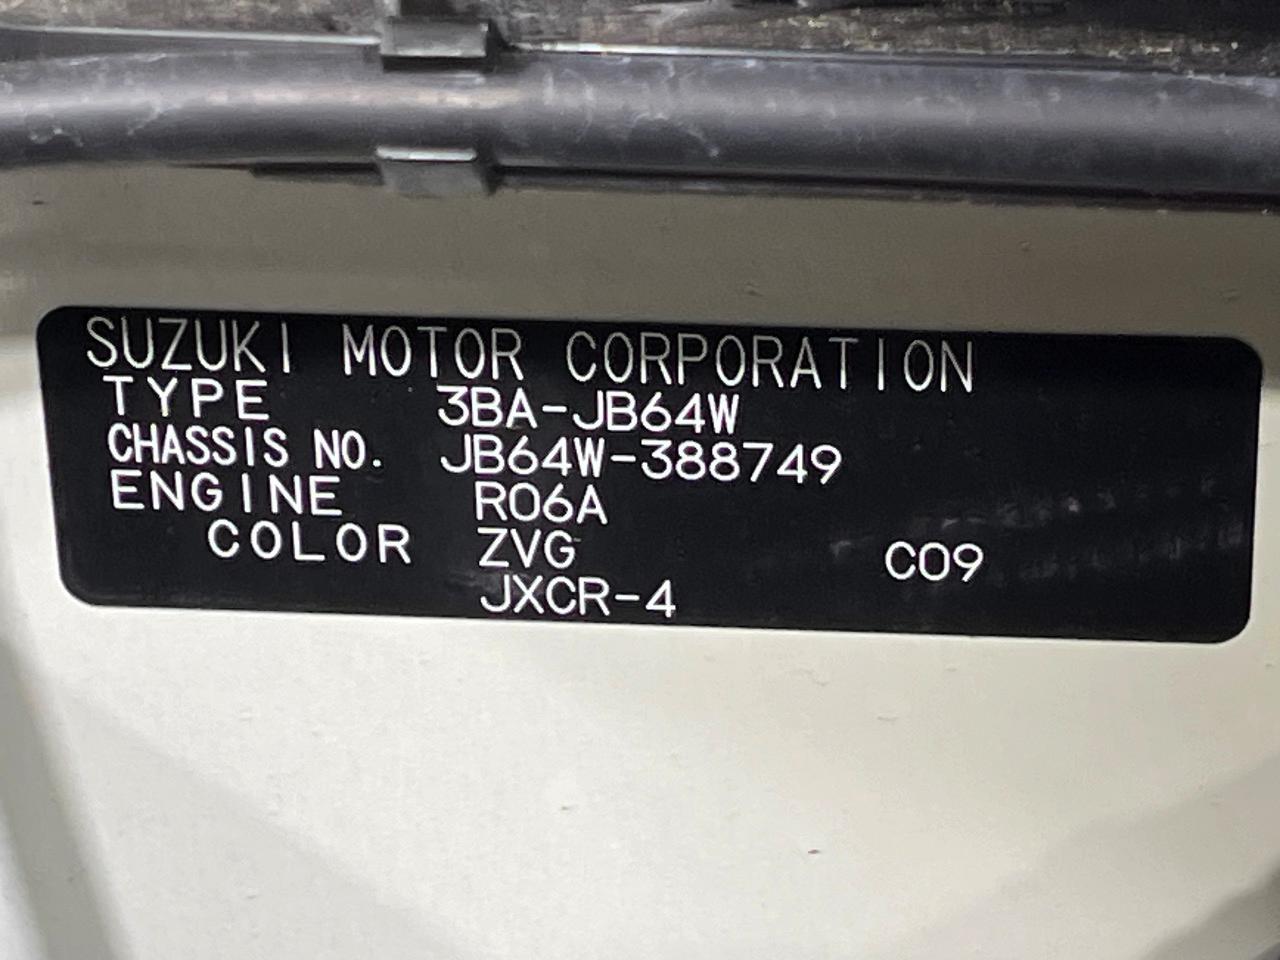 SUZUKI MOTOR CORPORATION
TYPE 3BA-JB64W
CHASSIS NO. JB64W-388749
ENGINE R06A
COLOR ZVG C09
JXCR-4